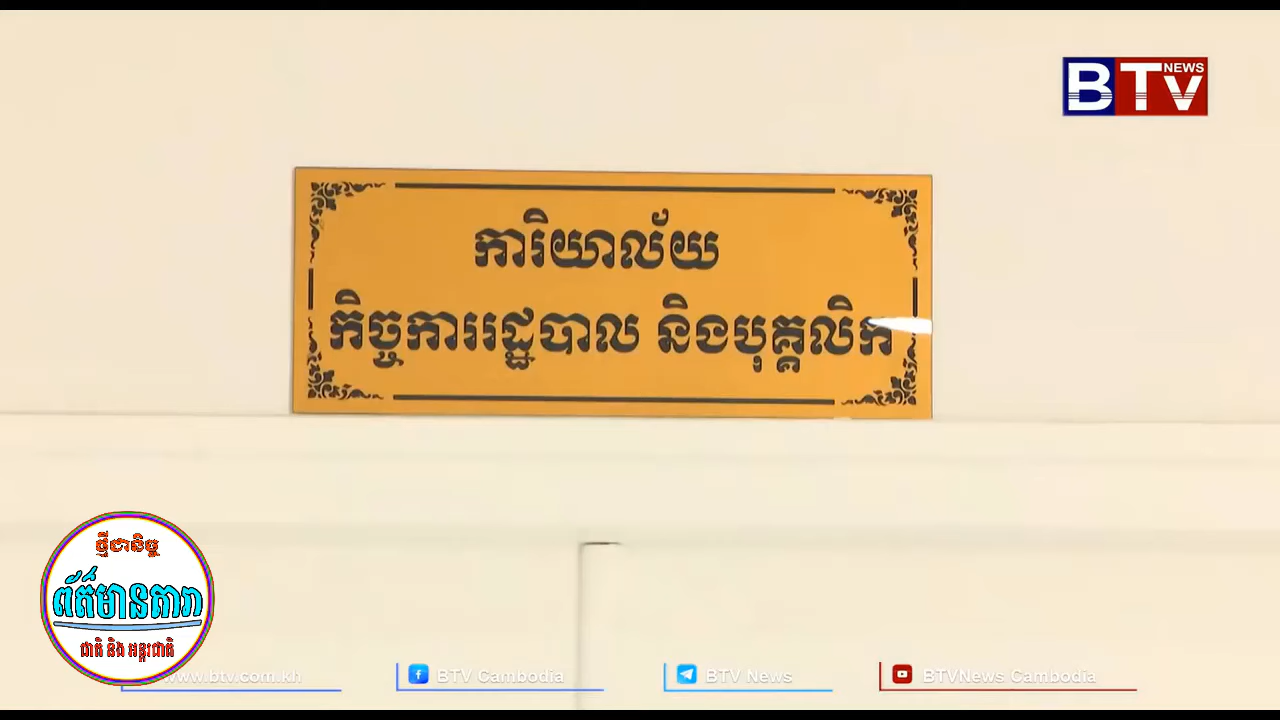 BTV NEWS
ការិយាល័យ
កិច្ចការរដ្ឋបាល និងបុគ្គលិក
ថ្មីជានិច្ច
ព័ត៌មានតារា
ជាតិ និង អន្តរជាតិ
www.btv.com.kh
BTV Cambodia
BTV News
BTVNews Cambodia